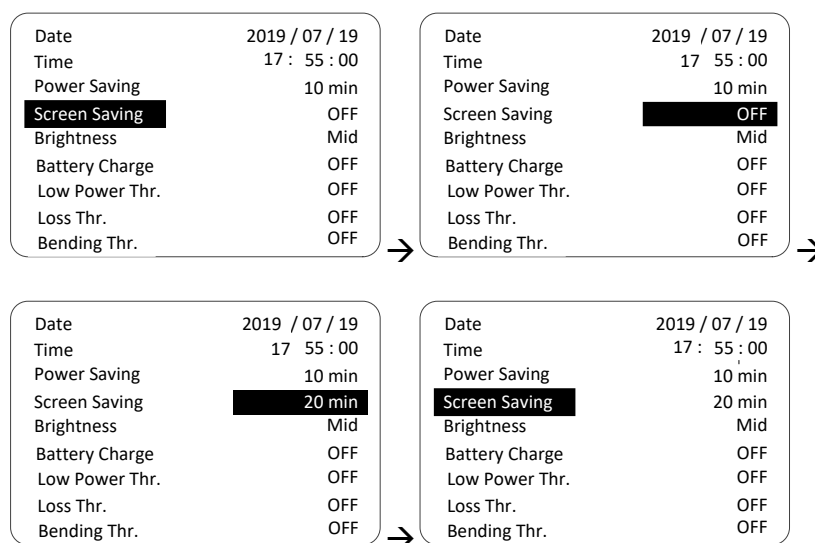 Date 2019 / 07 / 19
Time 17 : 55 : 00
Power Saving 10 min
Screen Saving OFF
Brightness Mid
Battery Charge OFF
Low Power Thr. OFF
Loss Thr. OFF
Bending Thr. OFF
→
Date 2019 / 07 / 19
Time 17 55 : 00
Power Saving 10 min
Screen Saving OFF
Brightness Mid
Battery Charge OFF
Low Power Thr. OFF
Loss Thr. OFF
Bending Thr. OFF
→
Date 2019 / 07 / 19
Time 17 55 : 00
Power Saving 10 min
Screen Saving 20 min
Brightness Mid
Battery Charge OFF
Low Power Thr. OFF
Loss Thr. OFF
Bending Thr. OFF
→
Date 2019 / 07 / 19
Time 17 : 55 : 00
Power Saving 10 min
Screen Saving 20 min
Brightness Mid
Battery Charge OFF
Low Power Thr. OFF
Loss Thr. OFF
Bending Thr. OFF